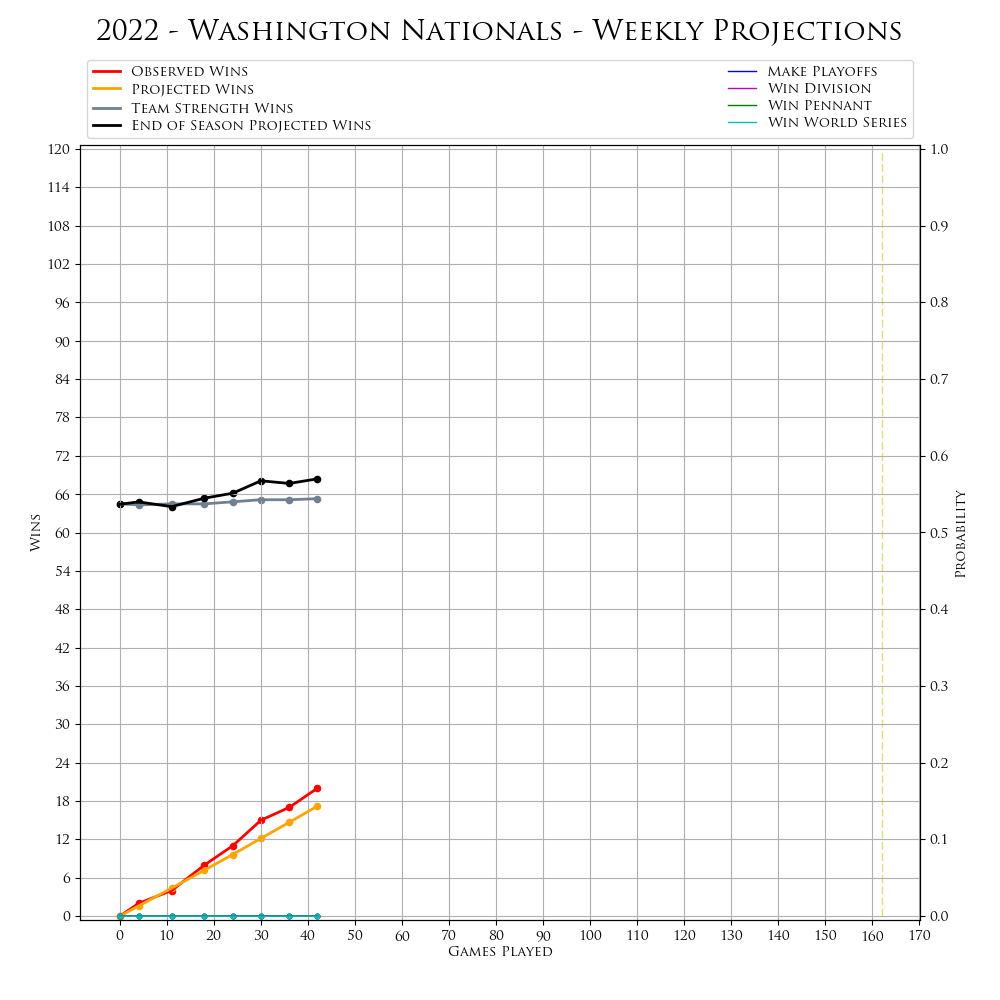 2022 - Washington Nationals - Weekly Projections
Observed Wins
Projected Wins
Team Strength Wins
End of Season Projected Wins
Make Playoffs
Win Division
Win Pennant
Win World Series
120
114
108
102
96
90
84
78
72
66
60
54
48
42
36
30
24
18
12
6
0
Wins
1.0
0.9
0.8
0.7
0.6
0.5
0.4
0.3
0.2
0.1
0.0
Probability
0 10 20 30 40 50 60 70 80 90 100 110 120 130 140 150 160 170
Games Played